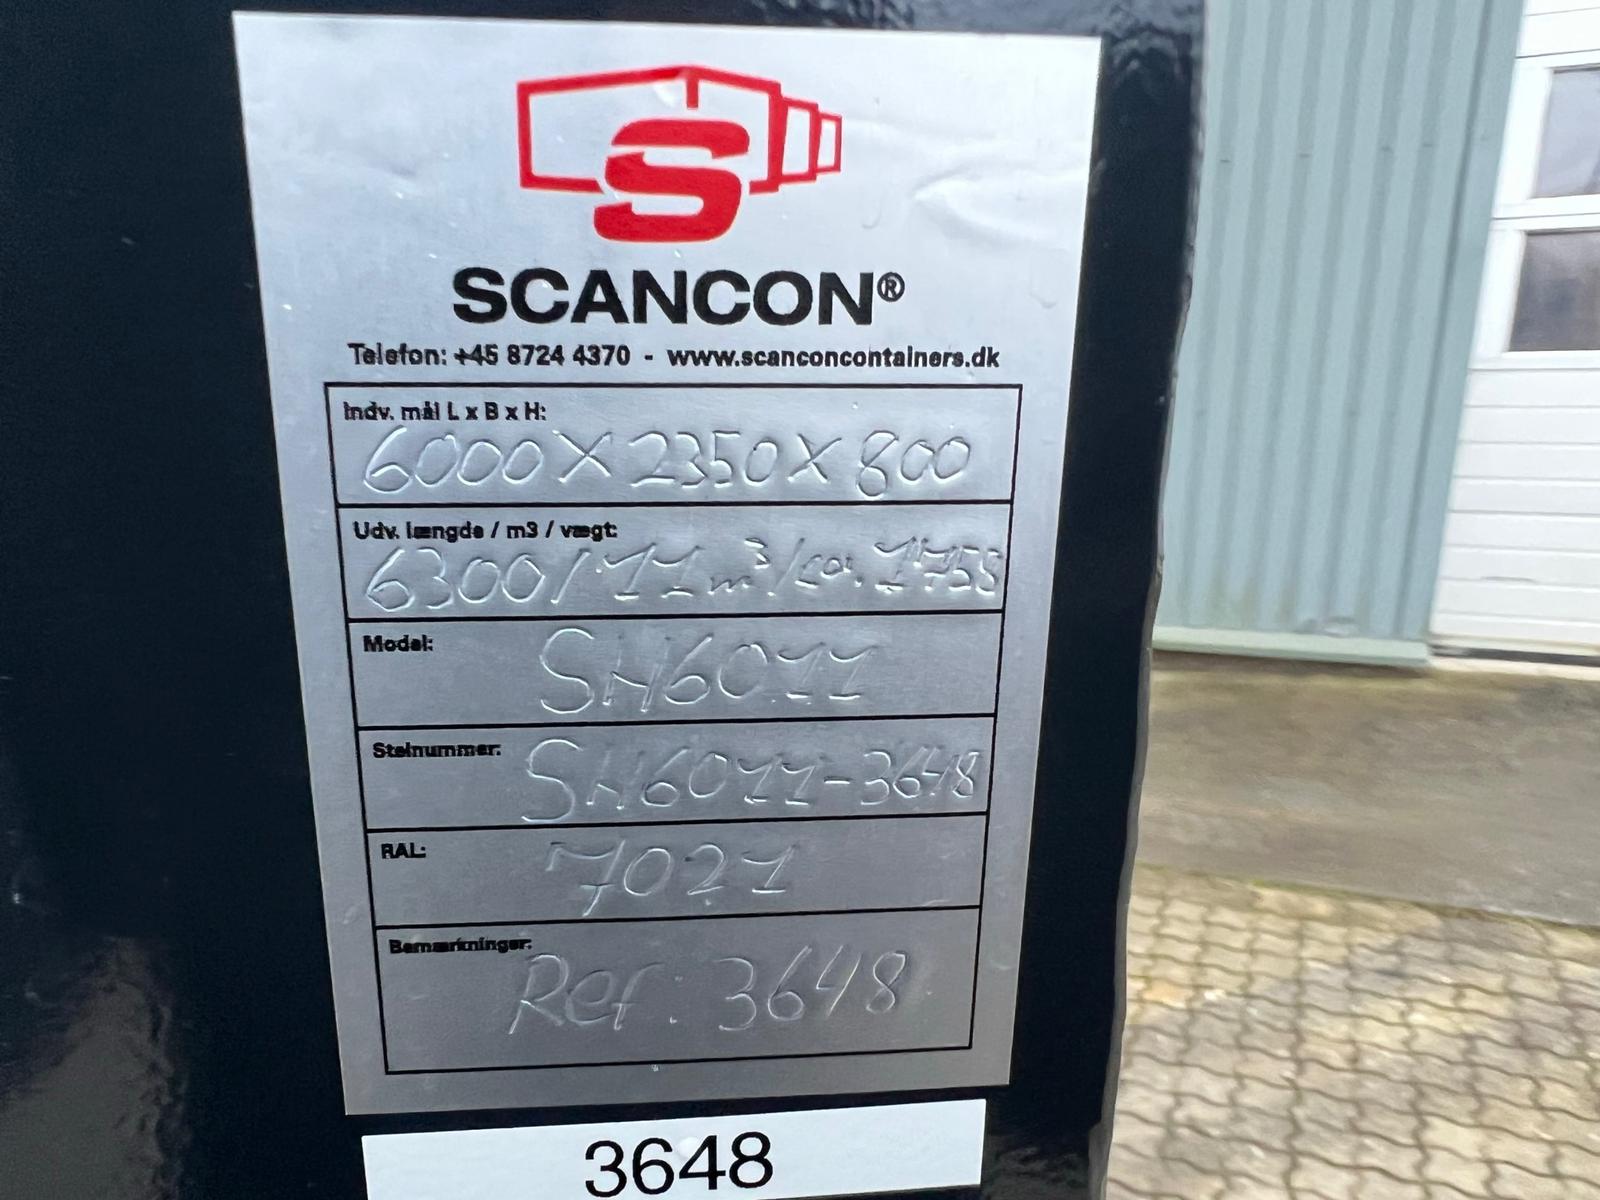 S
SCANCON®
Telefon: +45 8724 4370 - www.scanconcontainers.dk
Indv. mål L x B x H:
6000 X 2350 X 800
Udv. længde / m3 / vægt:
6300 / 11 m³ / ca. 1755
Model:
SH6011
Stelnummer:
SH6011-3648
RAL:
7021
Bemærkninger:
Ref: 3648
3648